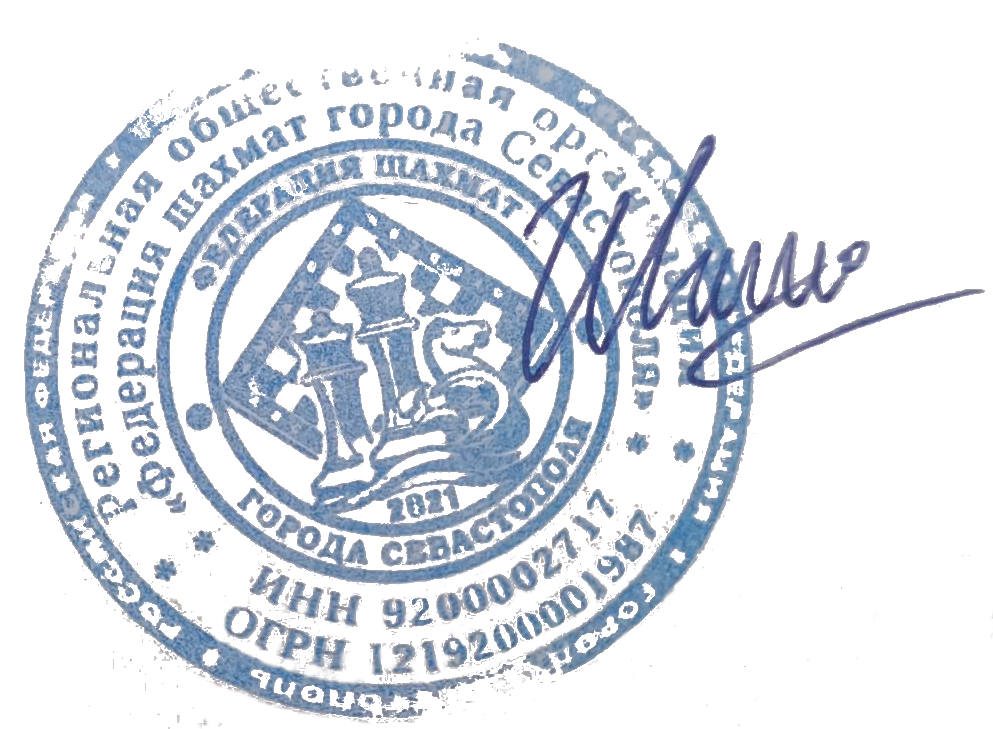 Региональная общественная организация
«Федерация шахмат города Севастополя»
ФЕДЕРАЦИЯ ШАХМАТ
ГОРОДА СЕВАСТОПОЛЯ
2021
ИНН 9200002717
ОГРН 1219200001987